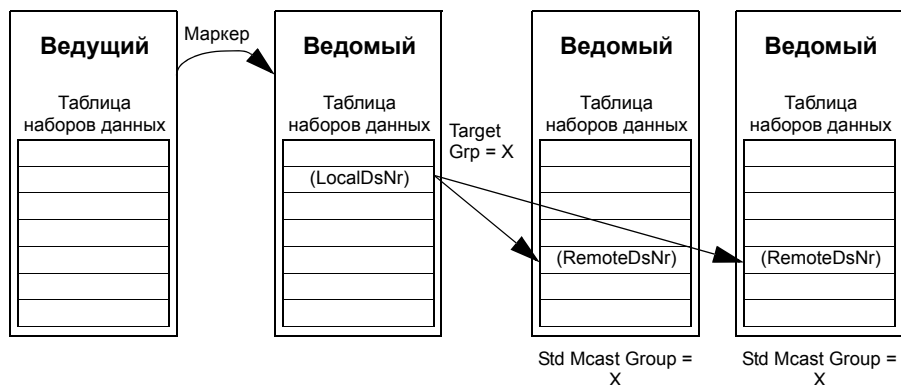 Ведущий
Маркер
Ведомый
Ведомый
Ведомый
Таблица
наборов данных
Таблица
наборов данных
Таблица
наборов данных
Таблица
наборов данных
Target
Grp = X
(LocalDsNr)
(RemoteDsNr)
(RemoteDsNr)
Std Mcast Group =
X
Std Mcast Group =
X